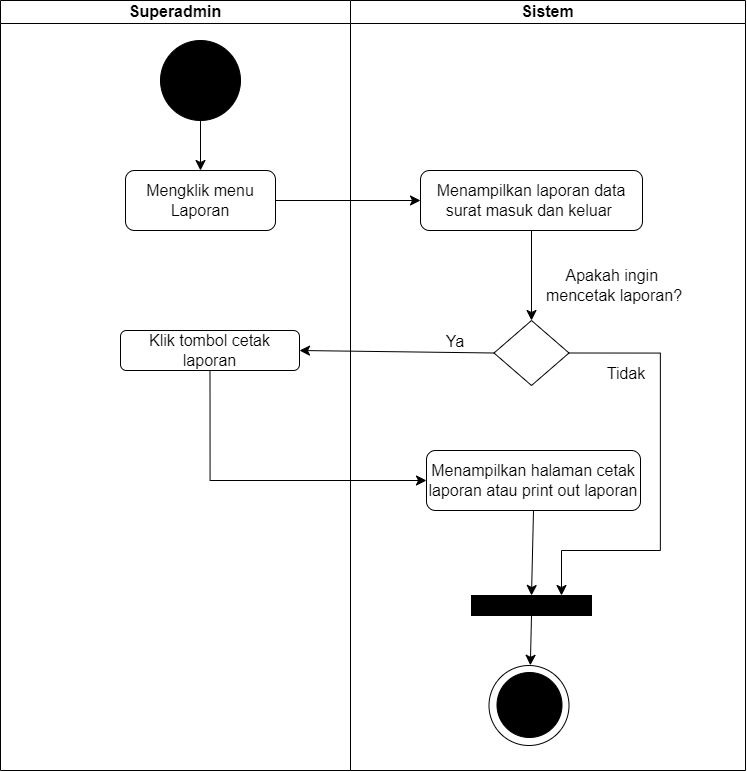 Superadmin
Sistem
Mengklik menu
Laporan
Menampilkan laporan data
surat masuk dan keluar
Apakah ingin
mencetak laporan?
Ya
Klik tombol cetak
laporan
Tidak
Menampilkan halaman cetak
laporan atau print out laporan